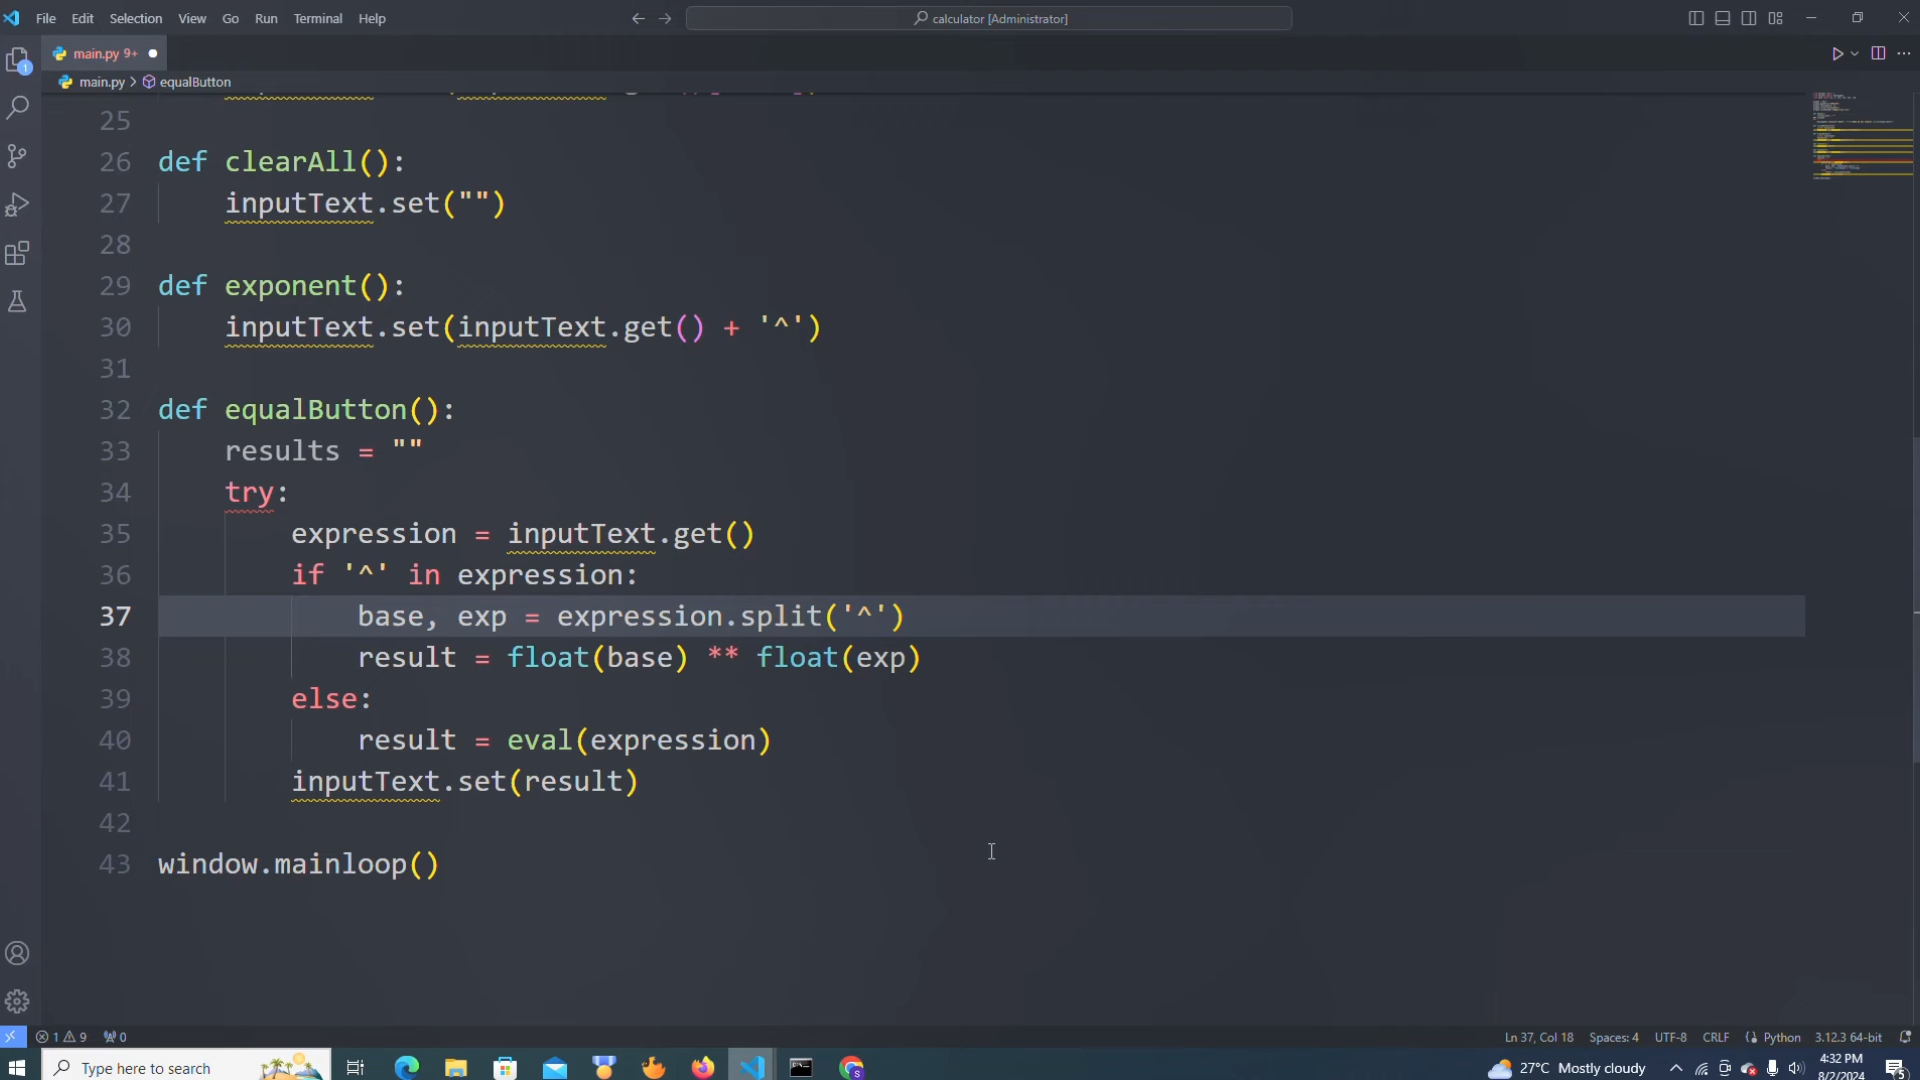 File Edit Selection View Go Run Terminal Help
calculator [Administrator]
main.py 9+
main.py > equalButton
25
26 def clearAll():
27 inputText.set("")
28
29 def exponent():
30 inputText.set(inputText.get() + '^')
31
32 def equalButton():
33 results = ""
34 try:
35 expression = inputText.get()
36 if '^' in expression:
37 base, exp = expression.split('^')
38 result = float(base) ** float(exp)
39 else:
40 result = eval(expression)
41 inputText.set(result)
42
43 window.mainloop()
1
1 9 0
Ln 37, Col 18 Spaces: 4 UTF-8 CRLF Python 3.12.3 64-bit
Type here to search
27°C Mostly cloudy
4:32 PM
8/2/2024
5